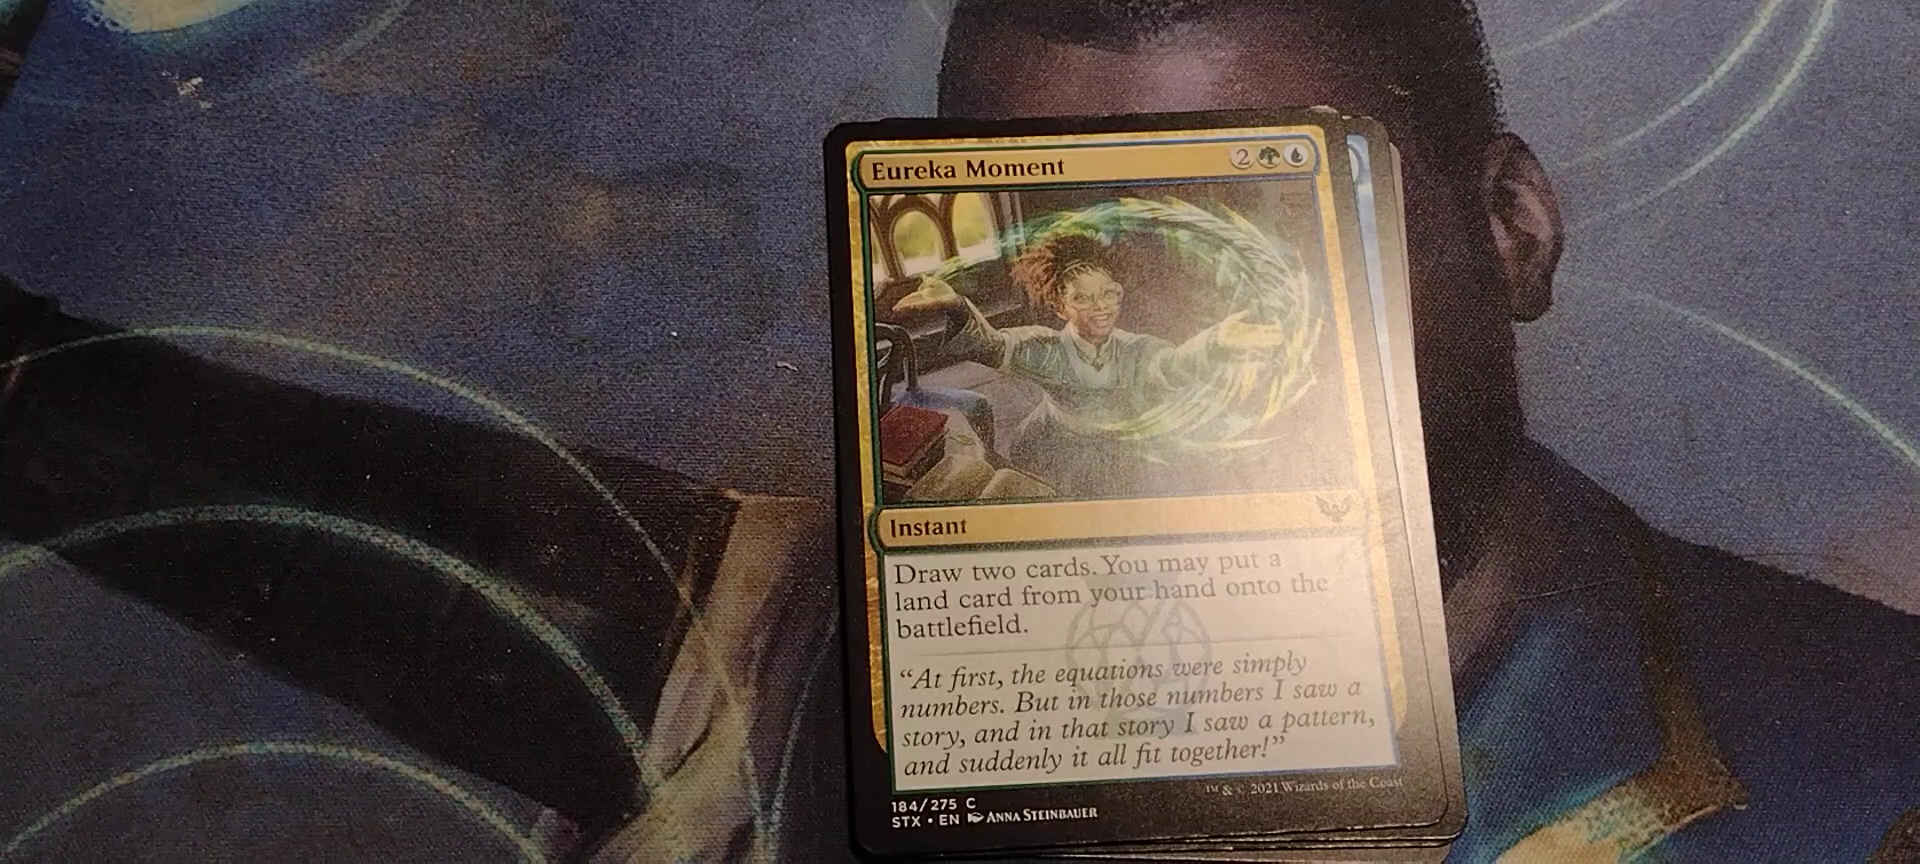 Eureka Moment 2
Instant
Draw two cards. You may put a
land card from your hand onto the
battlefield.
“At first, the equations were simply
numbers. But in those numbers I saw a
story, and in that story I saw a pattern,
and suddenly it all fit together!”
184/275 C
STX • EN Anna Steinbauer
™ & © 2021 Wizards of the Coast